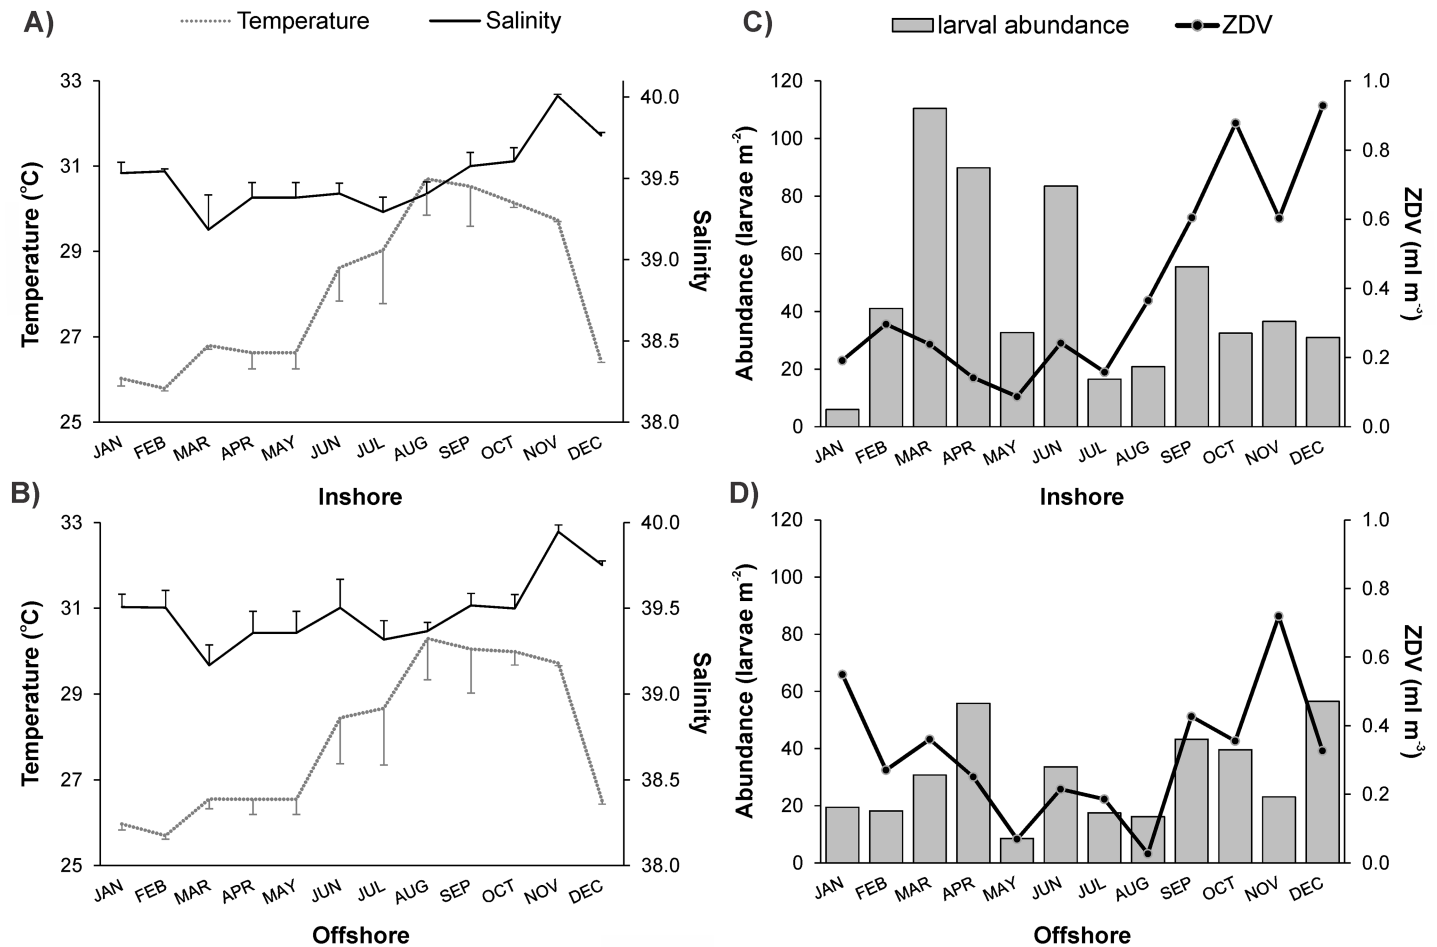 A)
Temperature
Salinity
33
31
29
27
25
Temperature (°C)
40.0
39.5
39.0
38.5
38.0
Salinity
JAN FEB MAR APR MAY JUN JUL AUG SEP OCT NOV DEC
Inshore
C)
larval abundance
ZDV
120
100
80
60
40
20
0
Abundance (larvae m-2)
1.0
0.8
0.6
0.4
0.2
0.0
ZDV (ml m-3)
JAN FEB MAR APR MAY JUN JUL AUG SEP OCT NOV DEC
Inshore
B)
33
31
29
27
25
Temperature (°C)
40.0
39.5
39.0
38.5
38.0
Salinity
JAN FEB MAR APR MAY JUN JUL AUG SEP OCT NOV DEC
Offshore
D)
120
100
80
60
40
20
0
Abundance (larvae m-2)
1.0
0.8
0.6
0.4
0.2
0.0
ZDV (ml m-3)
JAN FEB MAR APR MAY JUN JUL AUG SEP OCT NOV DEC
Offshore